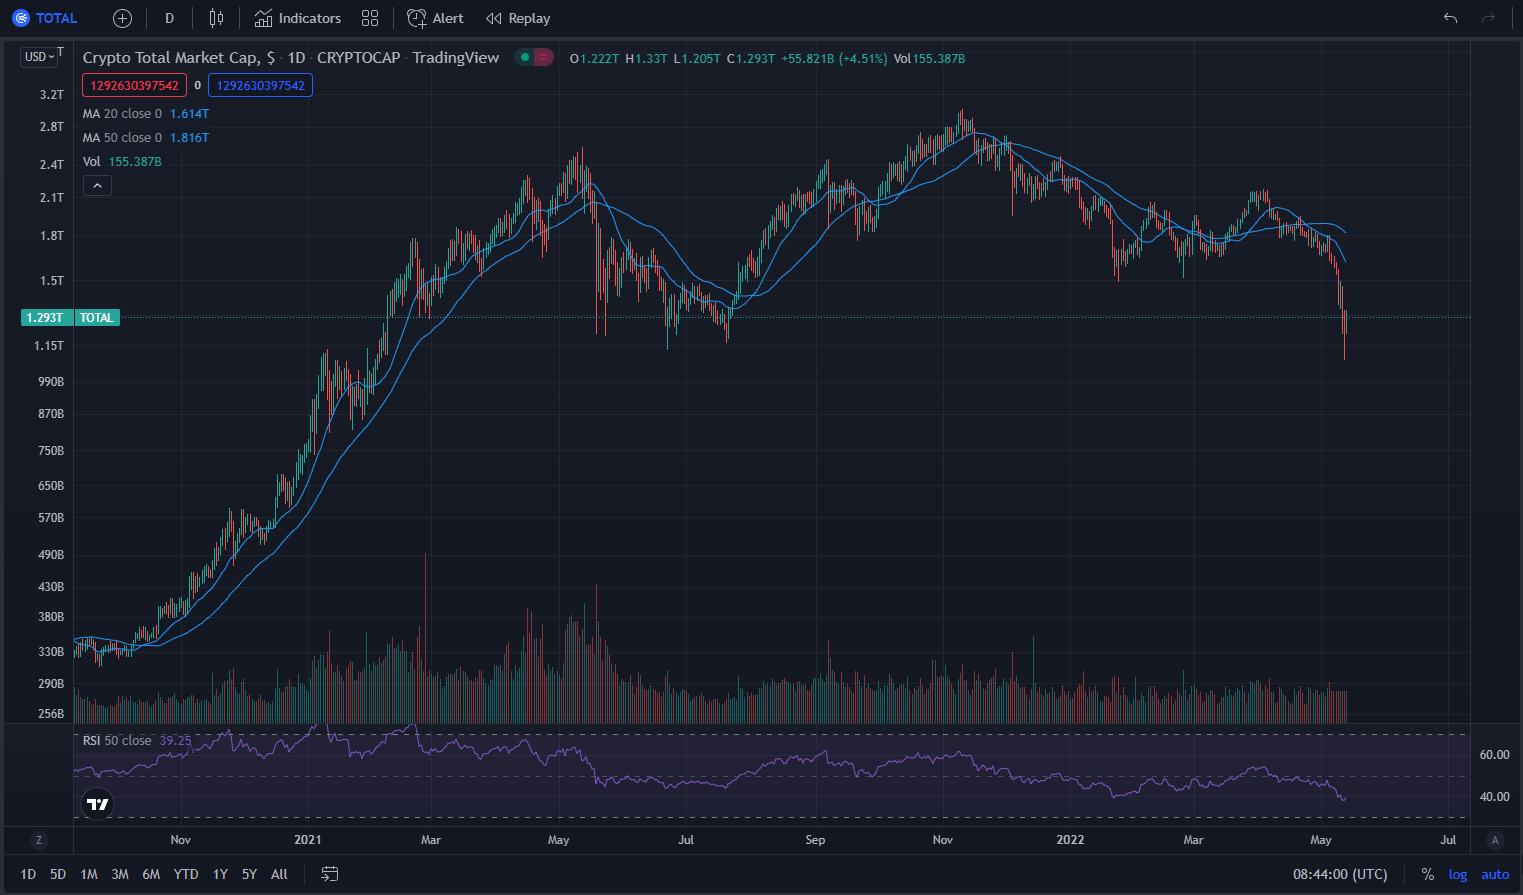 TOTAL D Indicators Alert Replay
USD T Crypto Total Market Cap, $ · 1D · CRYPTOCAP · TradingView O1.222T H1.33T L1.205T C1.293T +55.821B (+4.51%) Vol155.387B
1292630397542 0 1292630397542
MA 20 close 0 1.614T
MA 50 close 0 1.816T
Vol 155.387B
3.2T
2.8T
2.4T
2.1T
1.8T
1.5T
1.293T TOTAL
1.15T
990B
870B
750B
650B
570B
490B
430B
380B
330B
290B
256B
RSI 50 close 39.25
60.00
40.00
Z Nov 2021 Mar May Jul Sep Nov 2022 Mar May Jul A
1D 5D 1M 3M 6M YTD 1Y 5Y All 08:44:00 (UTC) % log auto